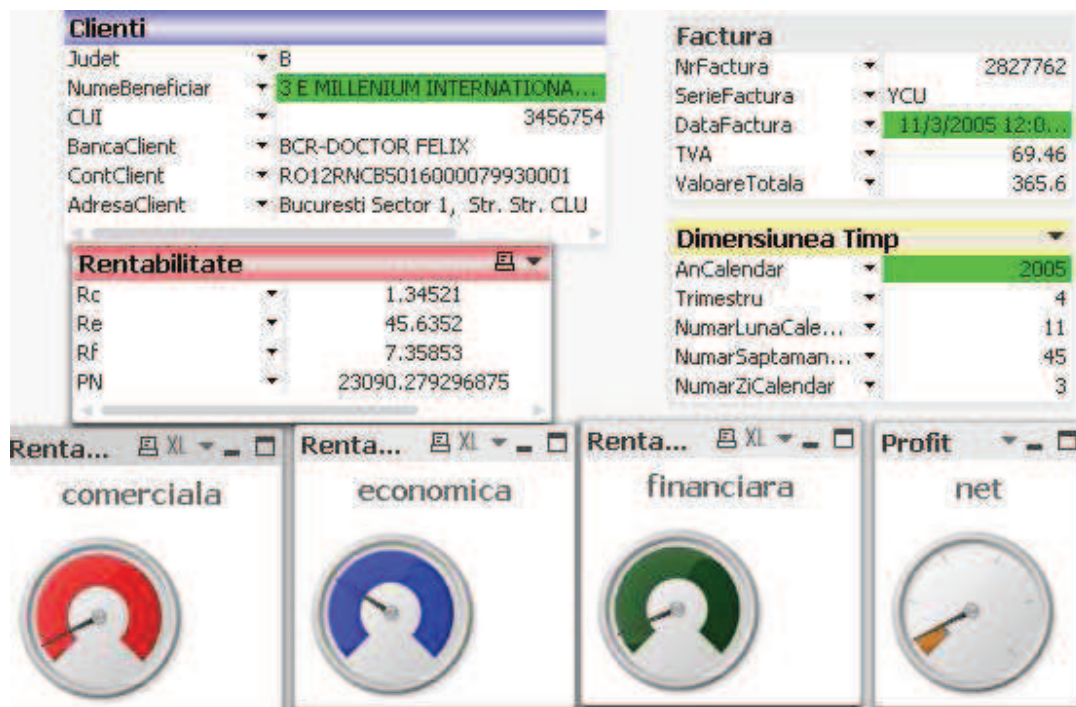 Clienti
Judet B
NumeBeneficiar 3 E MILLENIUM INTERNATIONA...
CUI 3456754
BancaClient BCR-DOCTOR FELIX
ContClient RO12RNCB5016000079930001
AdresaClient Bucuresti Sector 1, Str. Str. CLU
Factura
NrFactura 2827762
SerieFactura YCU
DataFactura 11/3/2005 12:0...
TVA 69.46
ValoareTotala 365.6
Rentabilitate
Rc 1.34521
Re 45.6352
Rf 7.35853
PN 23090.279296875
Dimensiunea Timp
AnCalendar 2005
Trimestru 4
NumarLunaCale... 11
NumarSaptaman... 45
NumarZiCalendar 3
Renta... XL
comerciala
Renta... XL
economica
Renta... XL
financiara
Profit
net